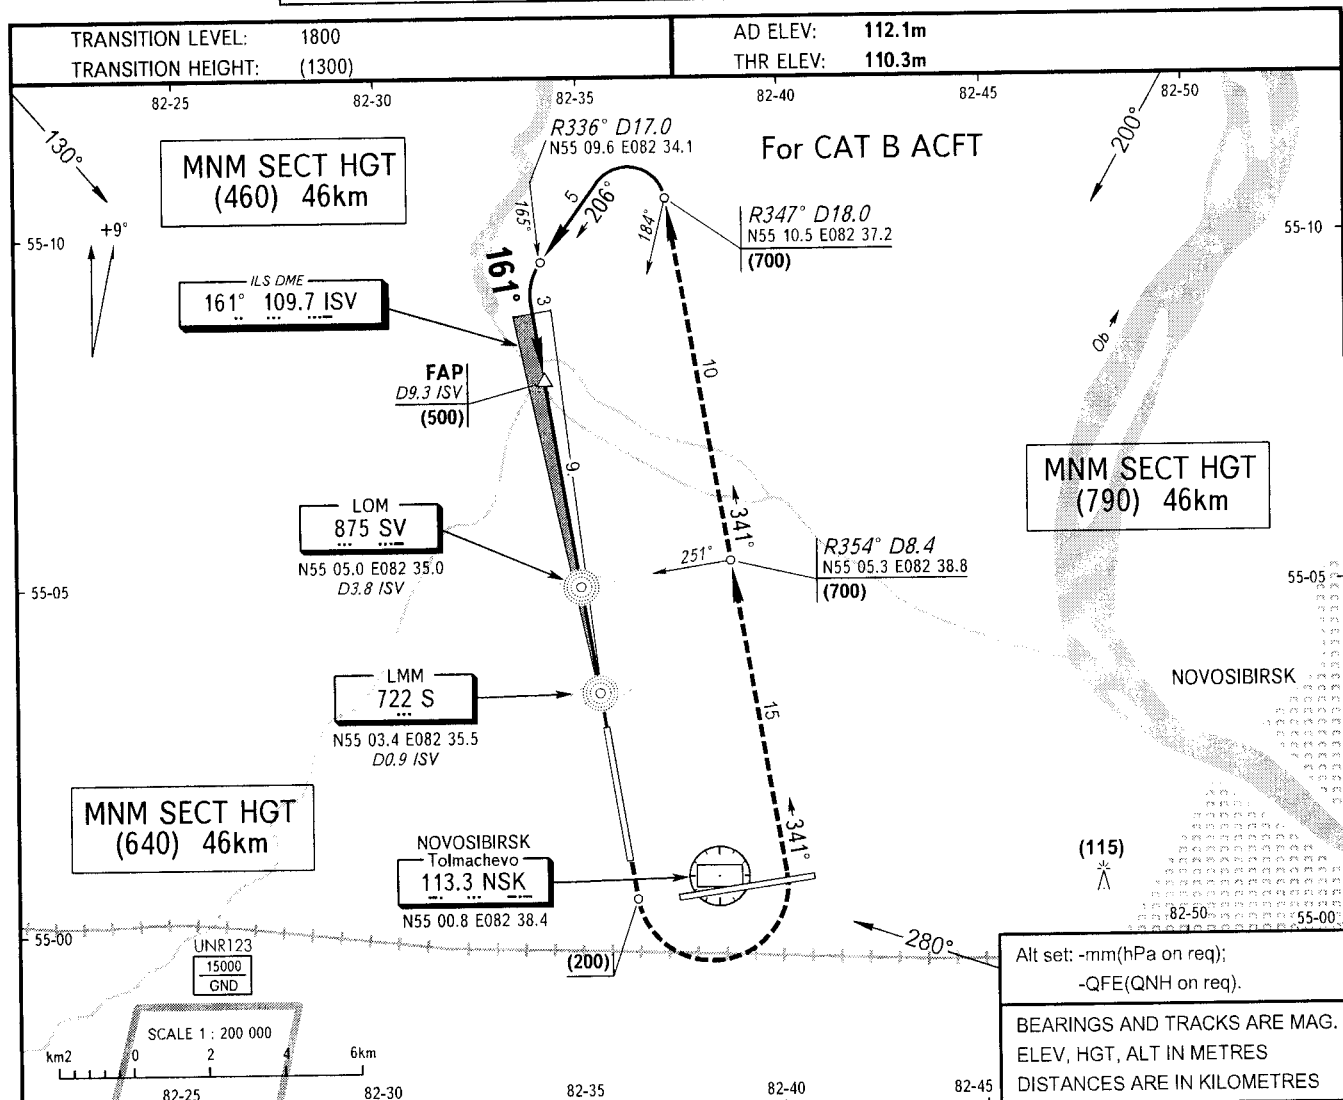 TRANSITION LEVEL: 1800
TRANSITION HEIGHT: (1300)
AD ELEV: 112.1m
THR ELEV: 110.3m
82-25 82-30 82-35 82-40 82-45 82-50
130°
MNM SECT HGT
(460) 46km
R336° D17.0
N55 09.6 E082 34.1
For CAT B ACFT
200°
+9°
55-10
165°
5
206°
184°
R347° D18.0
N55 10.5 E082 37.2
(700)
55-10
161°
ILS DME
161° 109.7 ISV
3
Ob
FAP
D9.3 ISV
(500)
10
9
MNM SECT HGT
(790) 46km
LOM
875 SV
N55 05.0 E082 35.0
D3.8 ISV
341°
251°
R354° D8.4
N55 05.3 E082 38.8
(700)
55-05
55-05
LMM
722 S
N55 03.4 E082 35.5
D0.9 ISV
15
NOVOSIBIRSK
MNM SECT HGT
(640) 46km
341°
NOVOSIBIRSK
Tolmachevo
113.3 NSK
N55 00.8 E082 38.4
(115)
82-50
55-00
55-00
280°
(200)
UNR123
15000
GND
Alt set: -mm(hPa on req);
-QFE(QNH on req).
SCALE 1 : 200 000
km2 0 2 4 6km
BEARINGS AND TRACKS ARE MAG.
ELEV, HGT, ALT IN METRES
DISTANCES ARE IN KILOMETRES
82-25 82-30 82-35 82-40 82-45